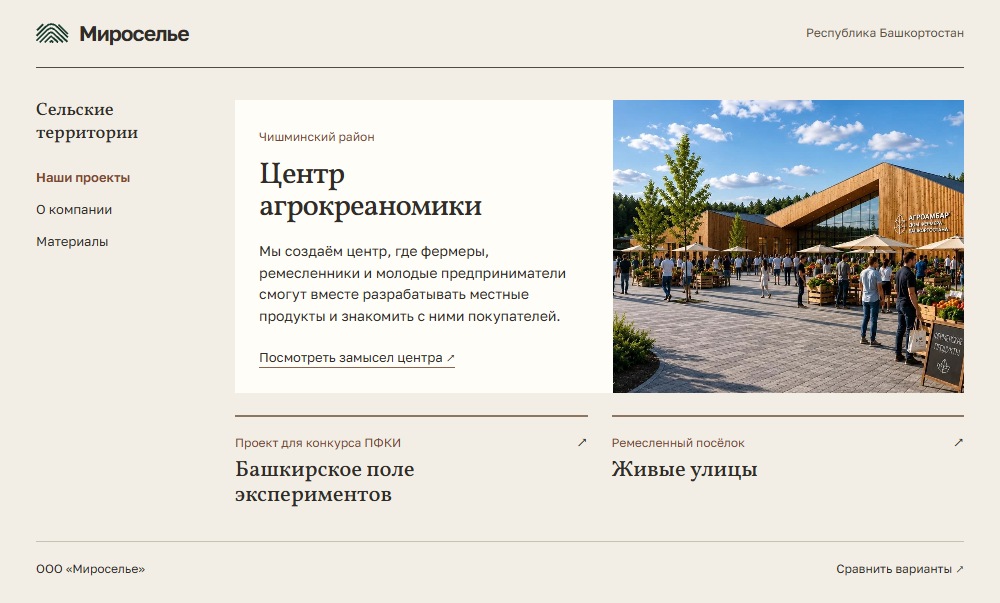 Мироселье
Республика Башкортостан
Сельские
территории
Наши проекты
О компании
Материалы
Чишминский район
Центр
агрокреаномики
Мы создаём центр, где фермеры,
ремесленники и молодые предприниматели
смогут вместе разрабатывать местные
продукты и знакомить с ними покупателей.
Посмотреть замысел центра ↗
АГРОАМБАР
Проект для конкурса ПФКИ ↗
Башкирское поле
экспериментов
Ремесленный посёлок ↗
Живые улицы
ООО «Мироселье»
Сравнить варианты ↗